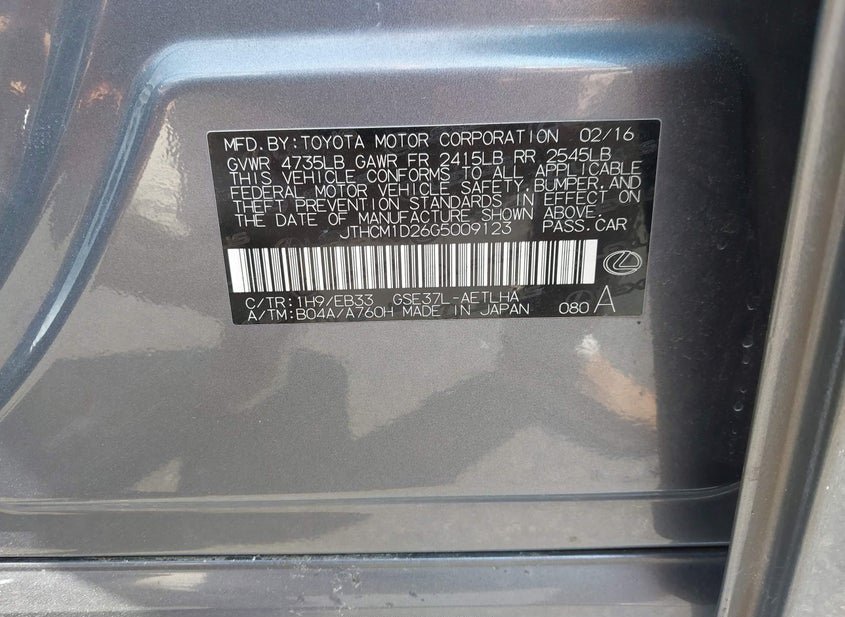 MFD.BY:TOYOTA MOTOR CORPORATION 02/16
GVWR 4735LB GAWR FR 2415LB RR 2545LB
THIS VEHICLE CONFORMS TO ALL APPLICABLE
FEDERAL MOTOR VEHICLE SAFETY,BUMPER,AND
THEFT PREVENTION STANDARDS IN EFFECT ON
THE DATE OF MANUFACTURE SHOWN ABOVE.
JTHCM1D26G5009123 PASS.CAR
C/TR:1H9/EB33 GSE37L-AETLHA
A/TM:B04A/A760H MADE IN JAPAN 080 A